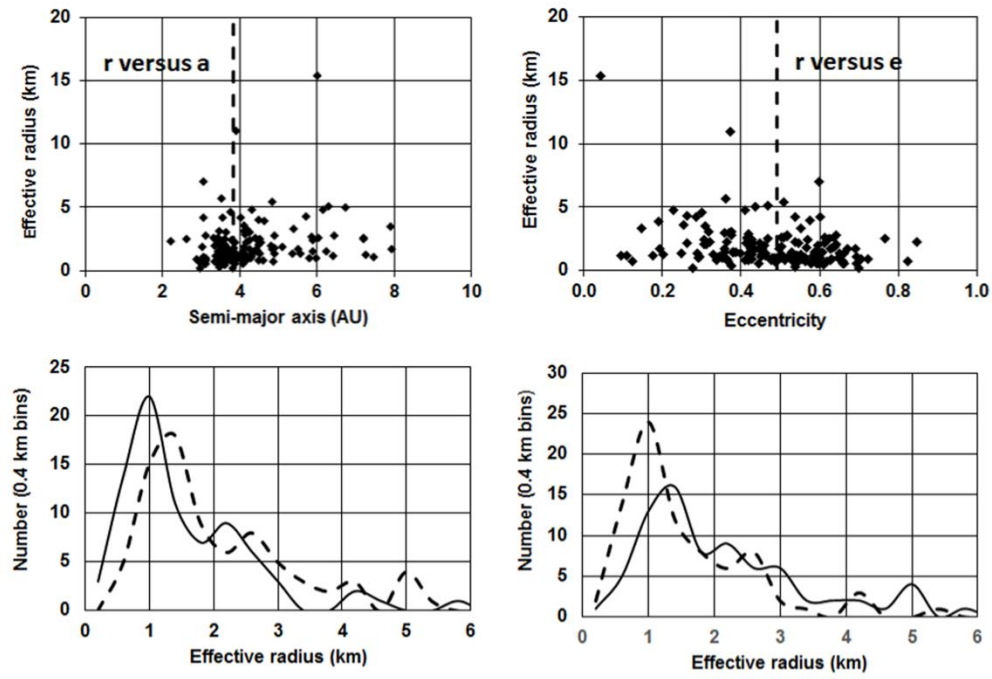 20
15
10
5
0
Effective radius (km)
r versus a
0 2 4 6 8 10
Semi-major axis (AU)
20
15
10
5
0
Effective radius (km)
r versus e
0.0 0.2 0.4 0.6 0.8 1.0
Eccentricity
25
20
15
10
5
0
Number (0.4 km bins)
0 1 2 3 4 5 6
Effective radius (km)
30
25
20
15
10
5
0
Number (0.4 km bins)
0 1 2 3 4 5 6
Effective radius (km)